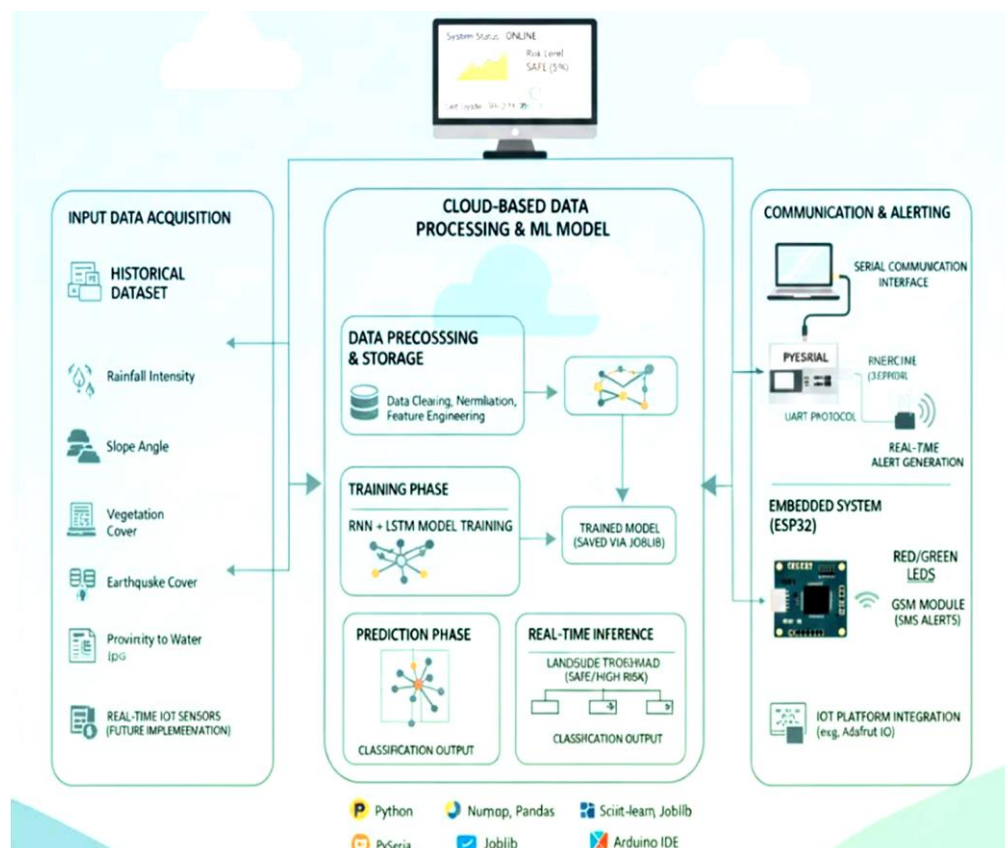 System Status ONLINE
Risk Level
SAFE (5%)
INPUT DATA ACQUISITION
HISTORICAL
DATASET
Rainfall Intensity
Slope Angle
Vegetation
Cover
Earthquske Cover
Provinity to Water
REAL-TIME IOT SENSORS
(FUTURE IMPLEMEENATION)
CLOUD-BASED DATA
PROCESSING & ML MODEL
DATA PRECOSSSING
& STORAGE
Data Clearing, Nermiliation,
Feature Engineering
TRAINING PHASE
RNN + LSTM MODEL TRAINING
TRAINED MODEL
(SAVED VIA JOBLIB)
PREDICTION PHASE
CLASSIFICATION OUTPUT
REAL-TIME INFERENCE
(SAFE/HIGH RISK)
CLASSIFICATION OUTPUT
COMMUNICATION & ALERTING
SERIAL COMMUNICATION
INTERFACE
PYESRIAL
UART PROTOCOL
REAL-TIME
ALERT GENERATION
EMBEDDED SYSTEM
(ESP32)
RED/GREEN
LEDS
GSM MODULE
(SMS ALERTS)
IOT PLATFORM INTEGRATION
(exg, Adafrut IO)
Python
Numap, Pandas
Sciit-learn, Joblib
PySeria
Joblib
Arduino IDE